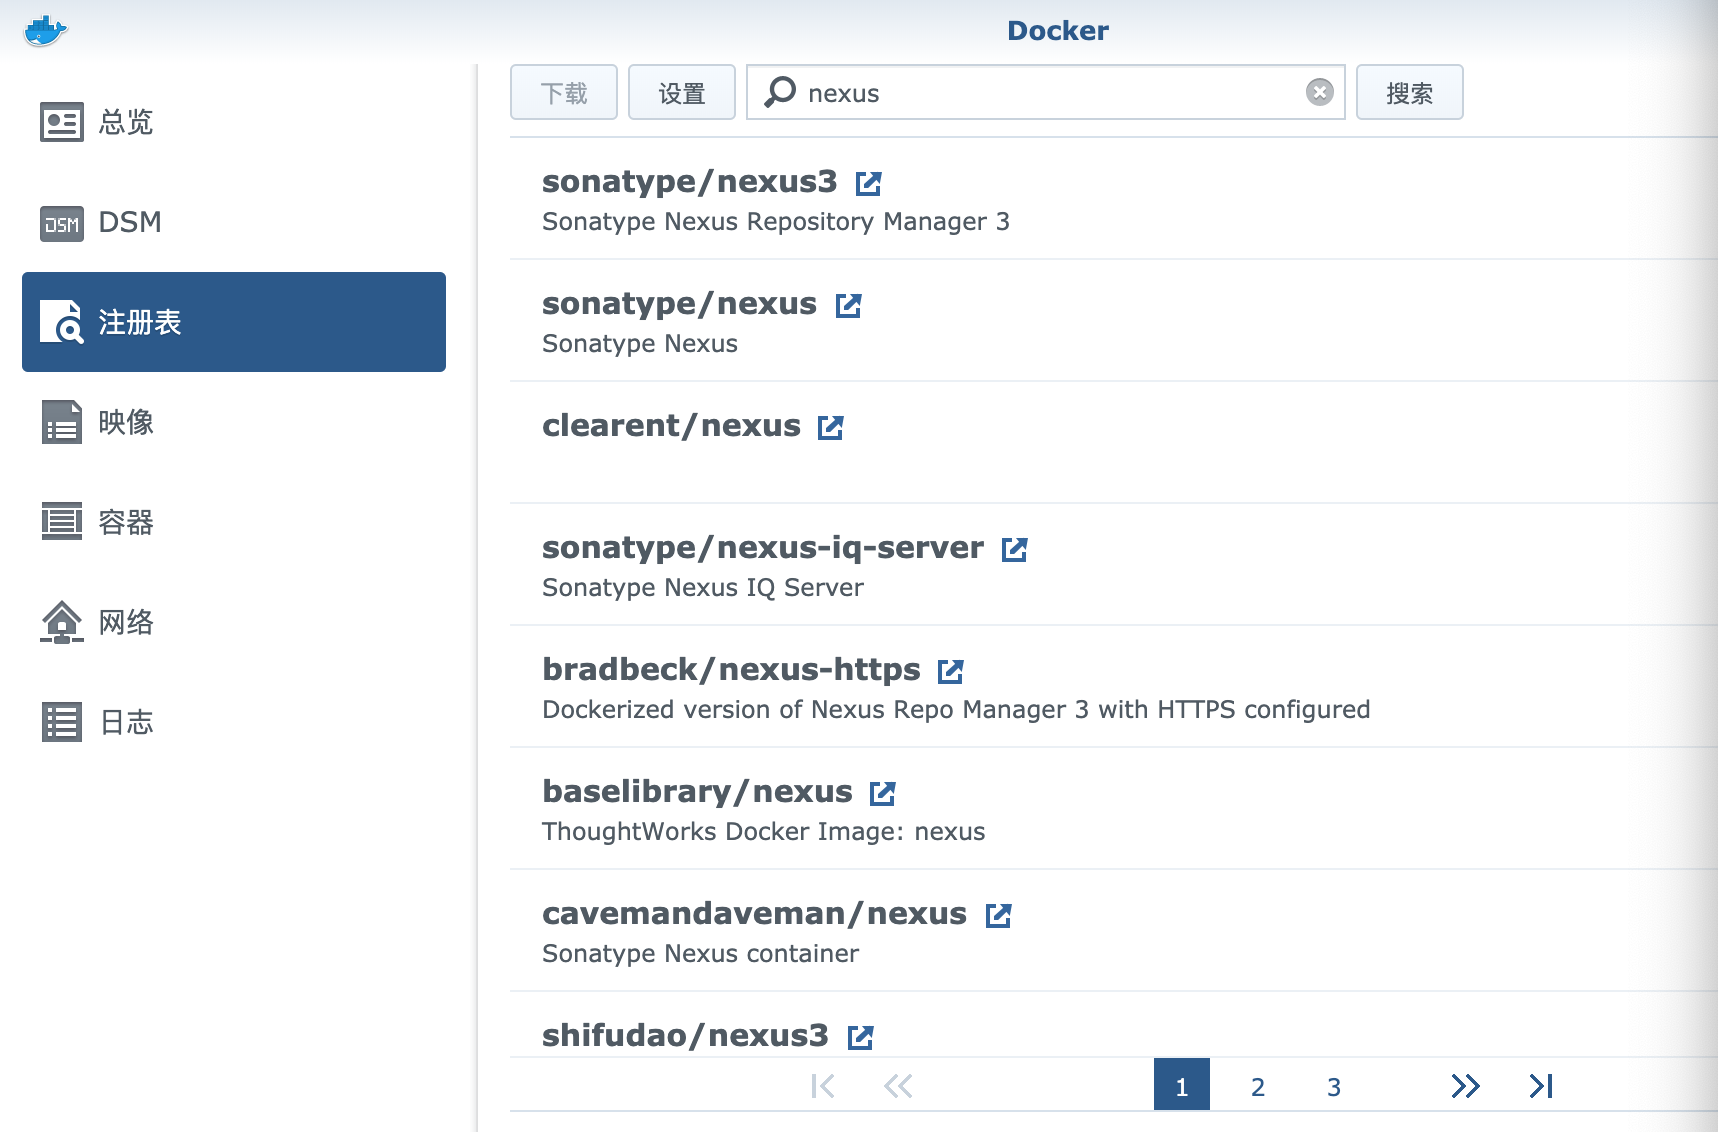 Docker
总览
DSM
DSM
注册表
映像
容器
网络
日志
下载 设置 nexus 搜索
sonatype/nexus3
Sonatype Nexus Repository Manager 3
sonatype/nexus
Sonatype Nexus
clearent/nexus
sonatype/nexus-iq-server
Sonatype Nexus IQ Server
bradbeck/nexus-https
Dockerized version of Nexus Repo Manager 3 with HTTPS configured
baselibrary/nexus
ThoughtWorks Docker Image: nexus
cavemandaveman/nexus
Sonatype Nexus container
shifudao/nexus3
1 2 3